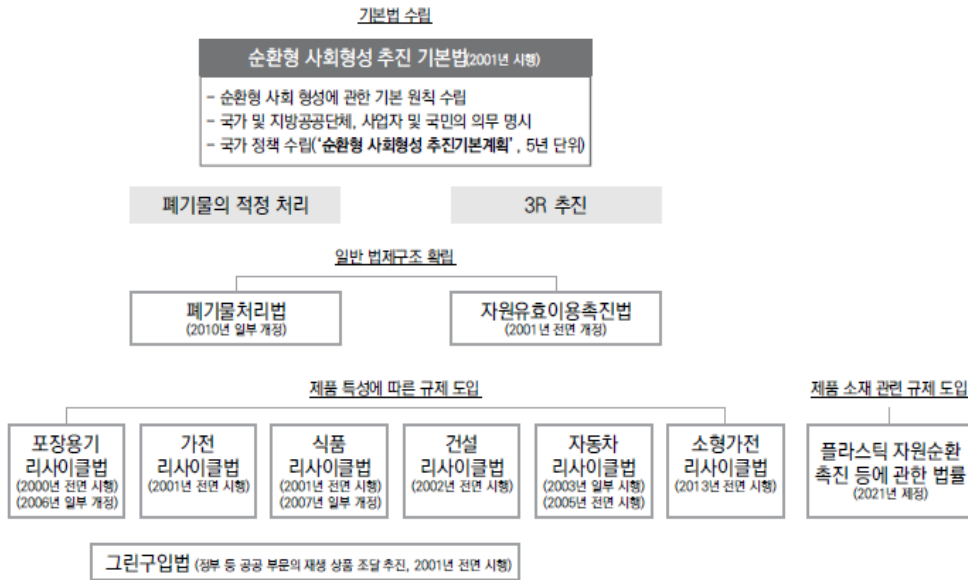 기본법 수립
순환형 사회형성 추진 기본법(2001년 시행)
- 순환형 사회 형성에 관한 기본 원칙 수립
- 국가 및 지방공공단체, 사업자 및 국민의 의무 명시
- 국가 정책 수립('순환형 사회형성 추진기본계획', 5년 단위)
폐기물의 적정 처리
3R 추진
일반 법제구조 확립
폐기물처리법
(2010년 일부 개정)
자원유효이용촉진법
(2001년 전면 개정)
제품 특성에 따른 규제 도입
제품 소재 관련 규제 도입
포장용기
리사이클법
(2000년 전면 시행)
(2006년 일부 개정)
가전
리사이클법
(2001년 전면 시행)
식품
리사이클법
(2001년 전면 시행)
(2007년 일부 개정)
건설
리사이클법
(2002년 전면 시행)
자동차
리사이클법
(2003년 일부 시행)
(2005년 전면 시행)
소형가전
리사이클법
(2013년 전면 시행)
플라스틱 자원순환
촉진 등에 관한 법률
(2021년 제정)
그린구입법 (정부 등 공공 부문의 재생 상품 조달 추진, 2001년 전면 시행)